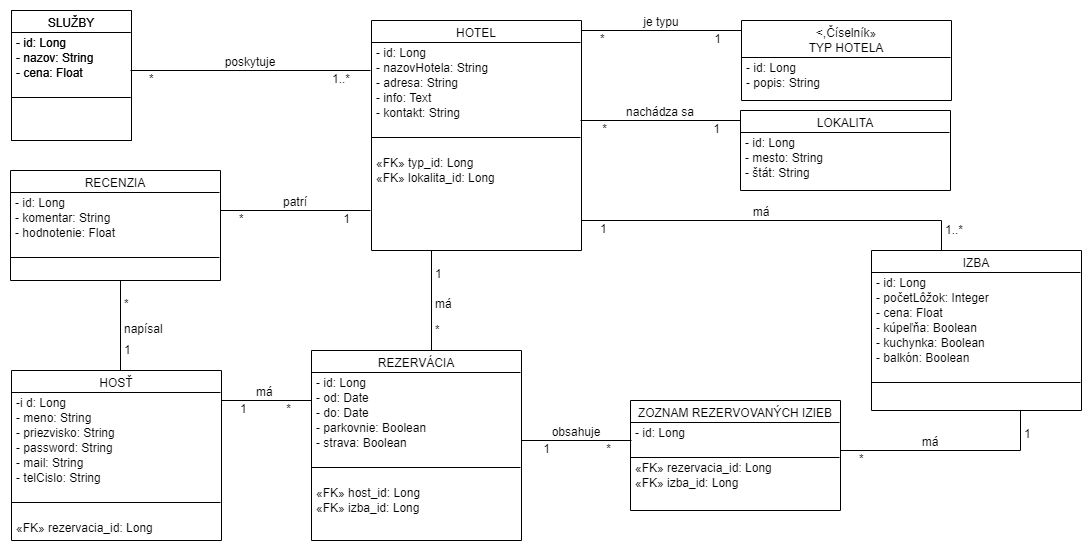 SLUŽBY
- id: Long
- nazov: String
- cena: Float
poskytuje
*
1..*
HOTEL
- id: Long
- nazovHotela: String
- adresa: String
- info: Text
- kontakt: String
«FK» typ_id: Long
«FK» lokalita_id: Long
je typu
*
1
<,Číselník»
TYP HOTELA
- id: Long
- popis: String
nachádza sa
*
1
LOKALITA
- id: Long
- mesto: String
- štát: String
RECENZIA
- id: Long
- komentar: String
- hodnotenie: Float
patrí
*
1
má
1
1..*
IZBA
- id: Long
- početLôžok: Integer
- cena: Float
- kúpeľňa: Boolean
- kuchynka: Boolean
- balkón: Boolean
*
napísal
1
1
má
*
HOSŤ
-i d: Long
- meno: String
- priezvisko: String
- password: String
- mail: String
- telCislo: String
«FK» rezervacia_id: Long
má
1
*
REZERVÁCIA
- id: Long
- od: Date
- do: Date
- parkovnie: Boolean
- strava: Boolean
«FK» host_id: Long
«FK» izba_id: Long
obsahuje
1
*
ZOZNAM REZERVOVANÝCH IZIEB
- id: Long
«FK» rezervacia_id: Long
«FK» izba_id: Long
má
*
1